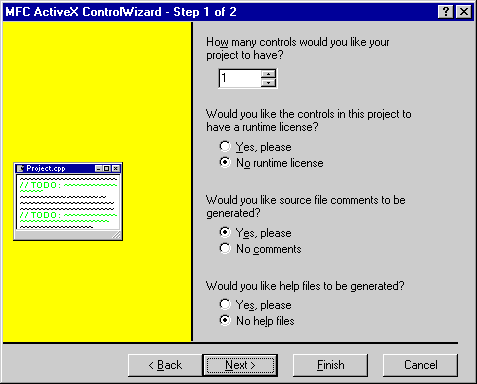 MFC ActiveX ControlWizard - Step 1 of 2
How many controls would you like your
project to have?
1
Would you like the controls in this project to
have a runtime license?
Yes, please
No runtime license
Project.cpp
// TODO:
// TODO:
Would you like source file comments to be
generated?
Yes, please
No comments
Would you like help files to be generated?
Yes, please
No help files
< Back
Next >
Finish
Cancel